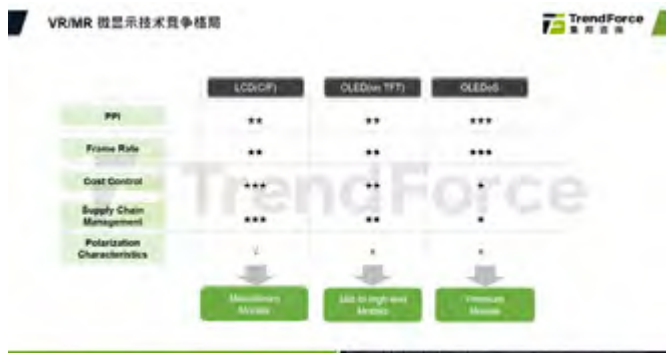 VR/MR 微显示技术竞争格局
TrendForce
集邦咨询
LCD(C/F) OLED(on TFT) OLEDoS
PPI ★★ ★★ ★★★
Frame Rate ★★ ★★ ★★★
Cost Control ★★★ ★★ ★
Supply Chain
Management ★★★ ★★ ★
Polarization
Characteristics
TrendForce
Mainstream
Models
Mid to high-end
Models
Premium
Models